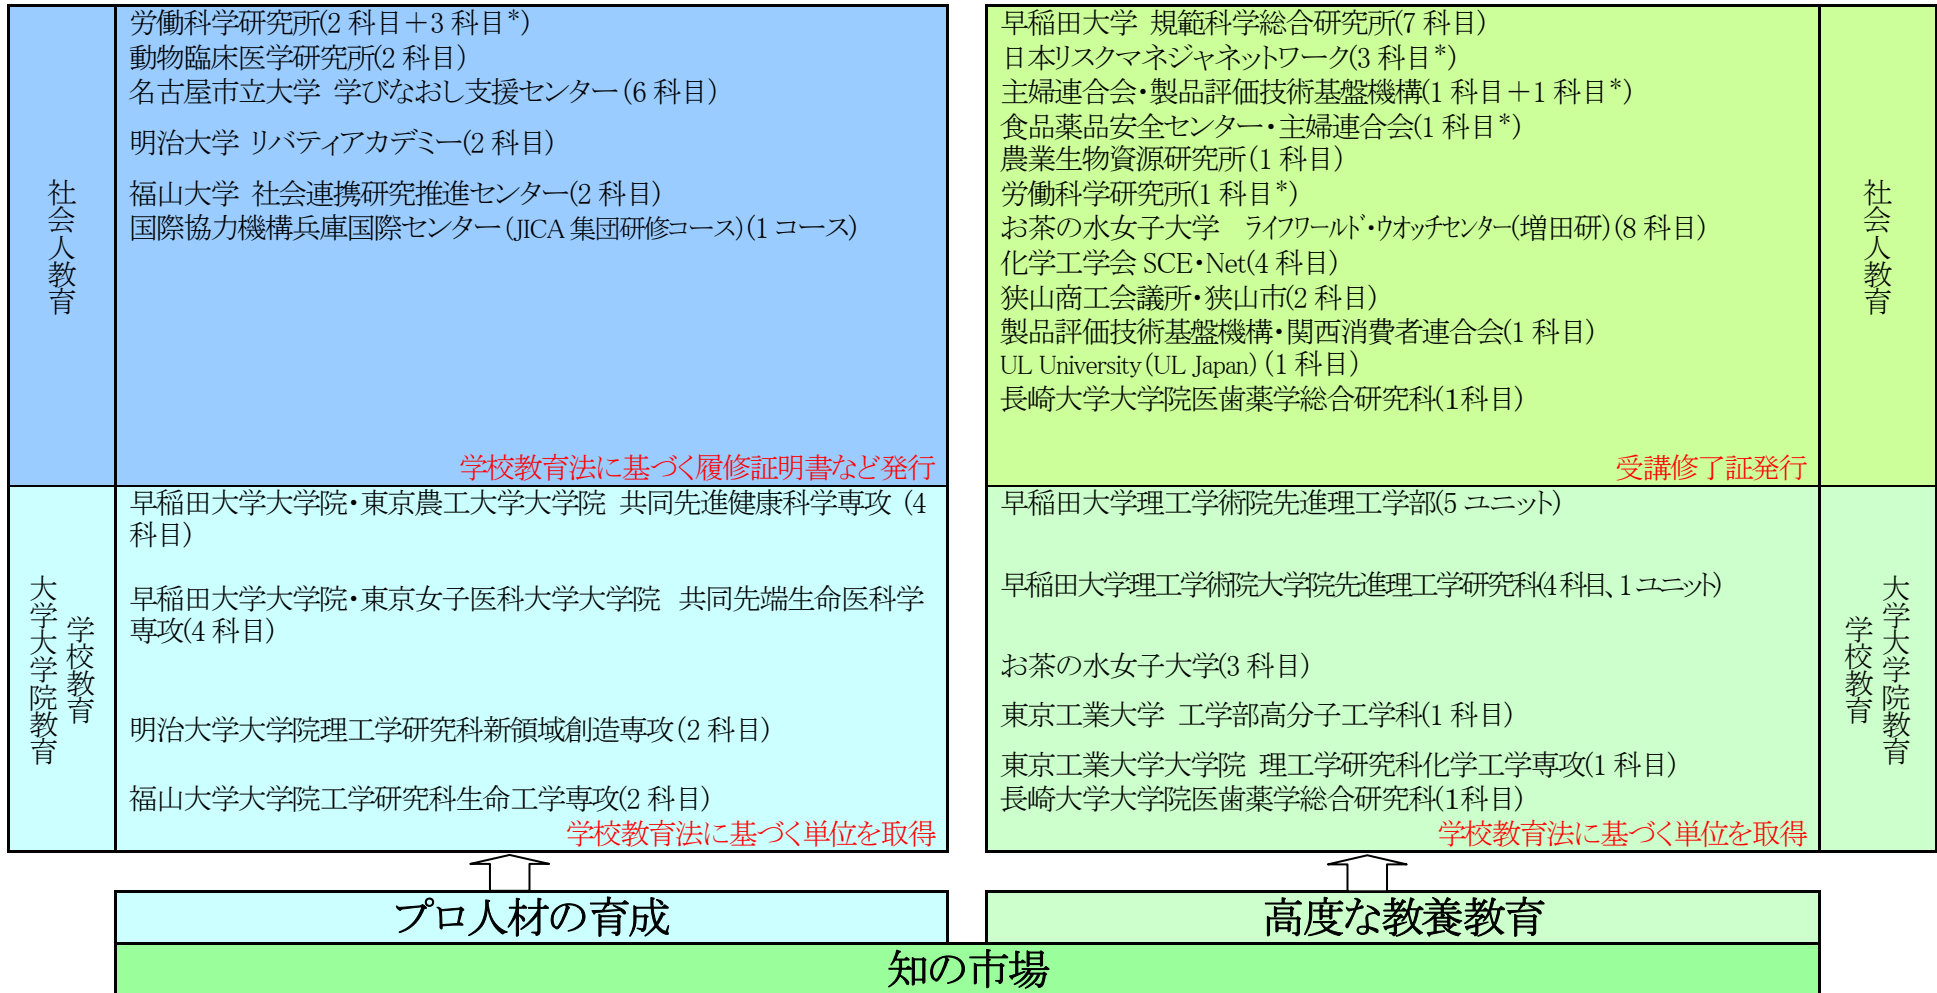 社会人教育
労働科学研究所(2科目＋3科目*)
動物臨床医学研究所(2科目)
名古屋市立大学 学びなおし支援センター(6科目)
明治大学 リバティアカデミー(2科目)
福山大学 社会連携研究推進センター(2科目)
国際協力機構兵庫国際センター(JICA集団研修コース)(1コース)
学校教育法に基づく履修証明書など発行
学校教育
大学大学院教育
早稲田大学大学院・東京農工大学大学院 共同先進健康科学専攻 (4
科目)
早稲田大学大学院・東京女子医科大学大学院 共同先端生命医科学
専攻(4科目)
明治大学大学院理工学研究科新領域創造専攻(2科目)
福山大学大学院工学研究科生命工学専攻(2科目)
学校教育法に基づく単位を取得
早稲田大学 規範科学総合研究所(7科目)
日本リスクマネジャネットワーク(3科目*)
主婦連合会・製品評価技術基盤機構(1科目＋1科目*)
食品薬品安全センター・主婦連合会(1科目*)
農業生物資源研究所(1科目)
労働科学研究所(1科目*)
お茶の水女子大学 ライフワールド・ウオッチセンター(増田研)(8科目)
化学工学会 SCE・Net(4科目)
狭山商工会議所・狭山市(2科目)
製品評価技術基盤機構・関西消費者連合会(1科目)
UL University(UL Japan)(1科目)
長崎大学大学院医歯薬学総合研究科(1科目)
受講修了証発行
社会人教育
早稲田大学理工学術院先進理工学部(5ユニット)
早稲田大学理工学術院大学院先進理工学研究科(4科目、1ユニット)
お茶の水女子大学(3科目)
東京工業大学 工学部高分子工学科(1科目)
東京工業大学大学院 理工学研究科化学工学専攻(1科目)
長崎大学大学院医歯薬学総合研究科(1科目)
学校教育法に基づく単位を取得
大学大学院教育
学校教育
プロ人材の育成
高度な教養教育
知の市場